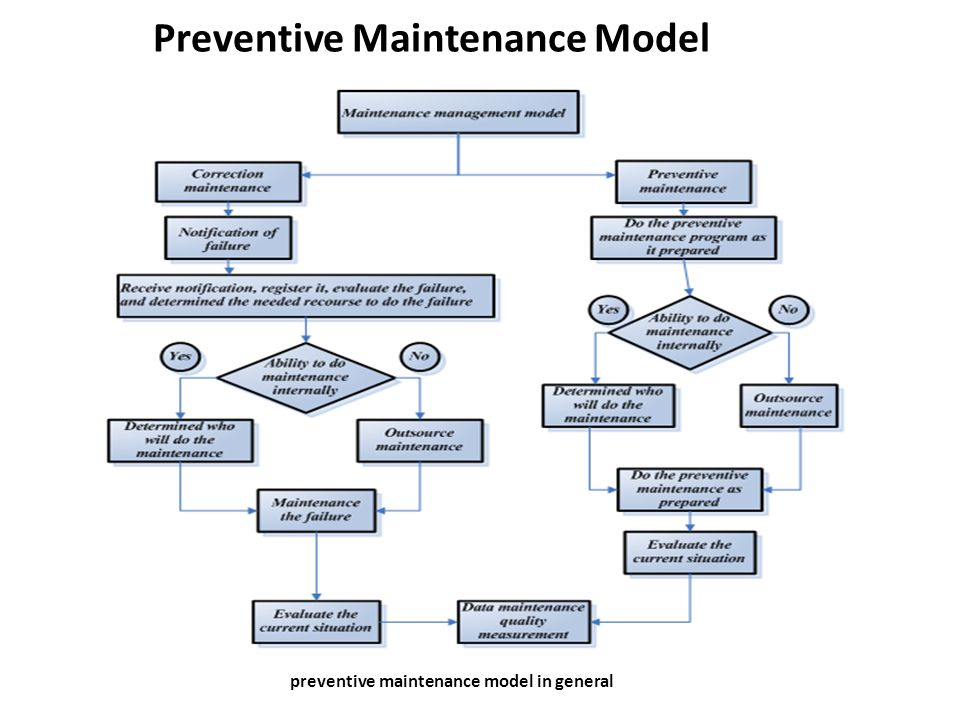 Preventive Maintenance Model
Maintenance management model
Correction
maintenance
Preventive
maintenance
Notification of
failure
Do the preventive
maintenance program as
it prepared
Receive notification, register it, evaluate the failure,
and determined the needed recourse to do the failure
Yes
Ability to do
maintenance
internally
No
Yes
Ability to do
maintenance
internally
No
Determined who
will do the
maintenance
Outsource
maintenance
Determined who
will do the
maintenance
Outsource
maintenance
Maintenance
the failure
Do the preventive
maintenance as
prepared
Evaluate the
current situation
Evaluate the
current situation
Data maintenance
quality
measurement
preventive maintenance model in general